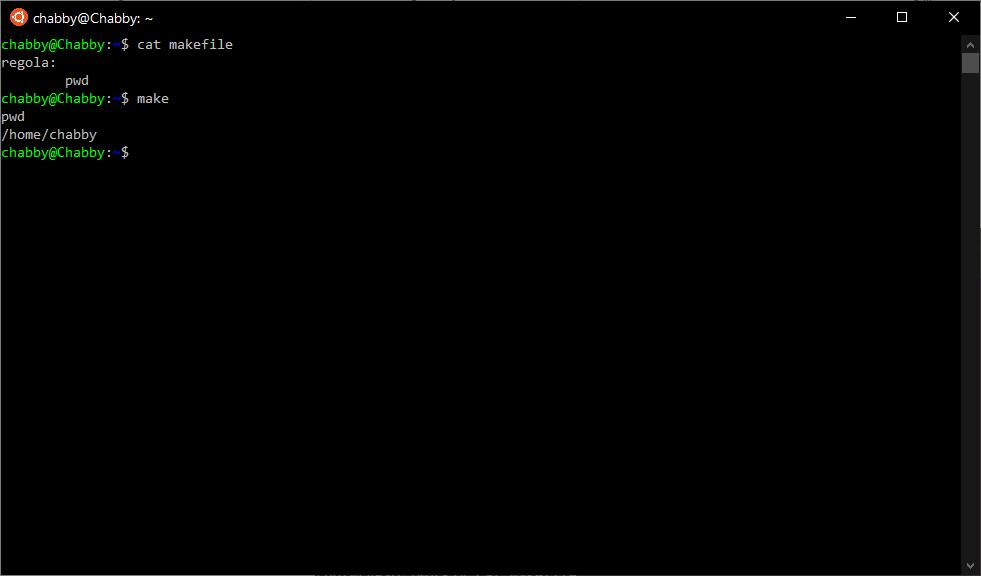 chabby@Chabby: ~
chabby@Chabby:~$ cat makefile
regola:
        pwd
chabby@Chabby:~$ make
pwd
/home/chabby
chabby@Chabby:~$